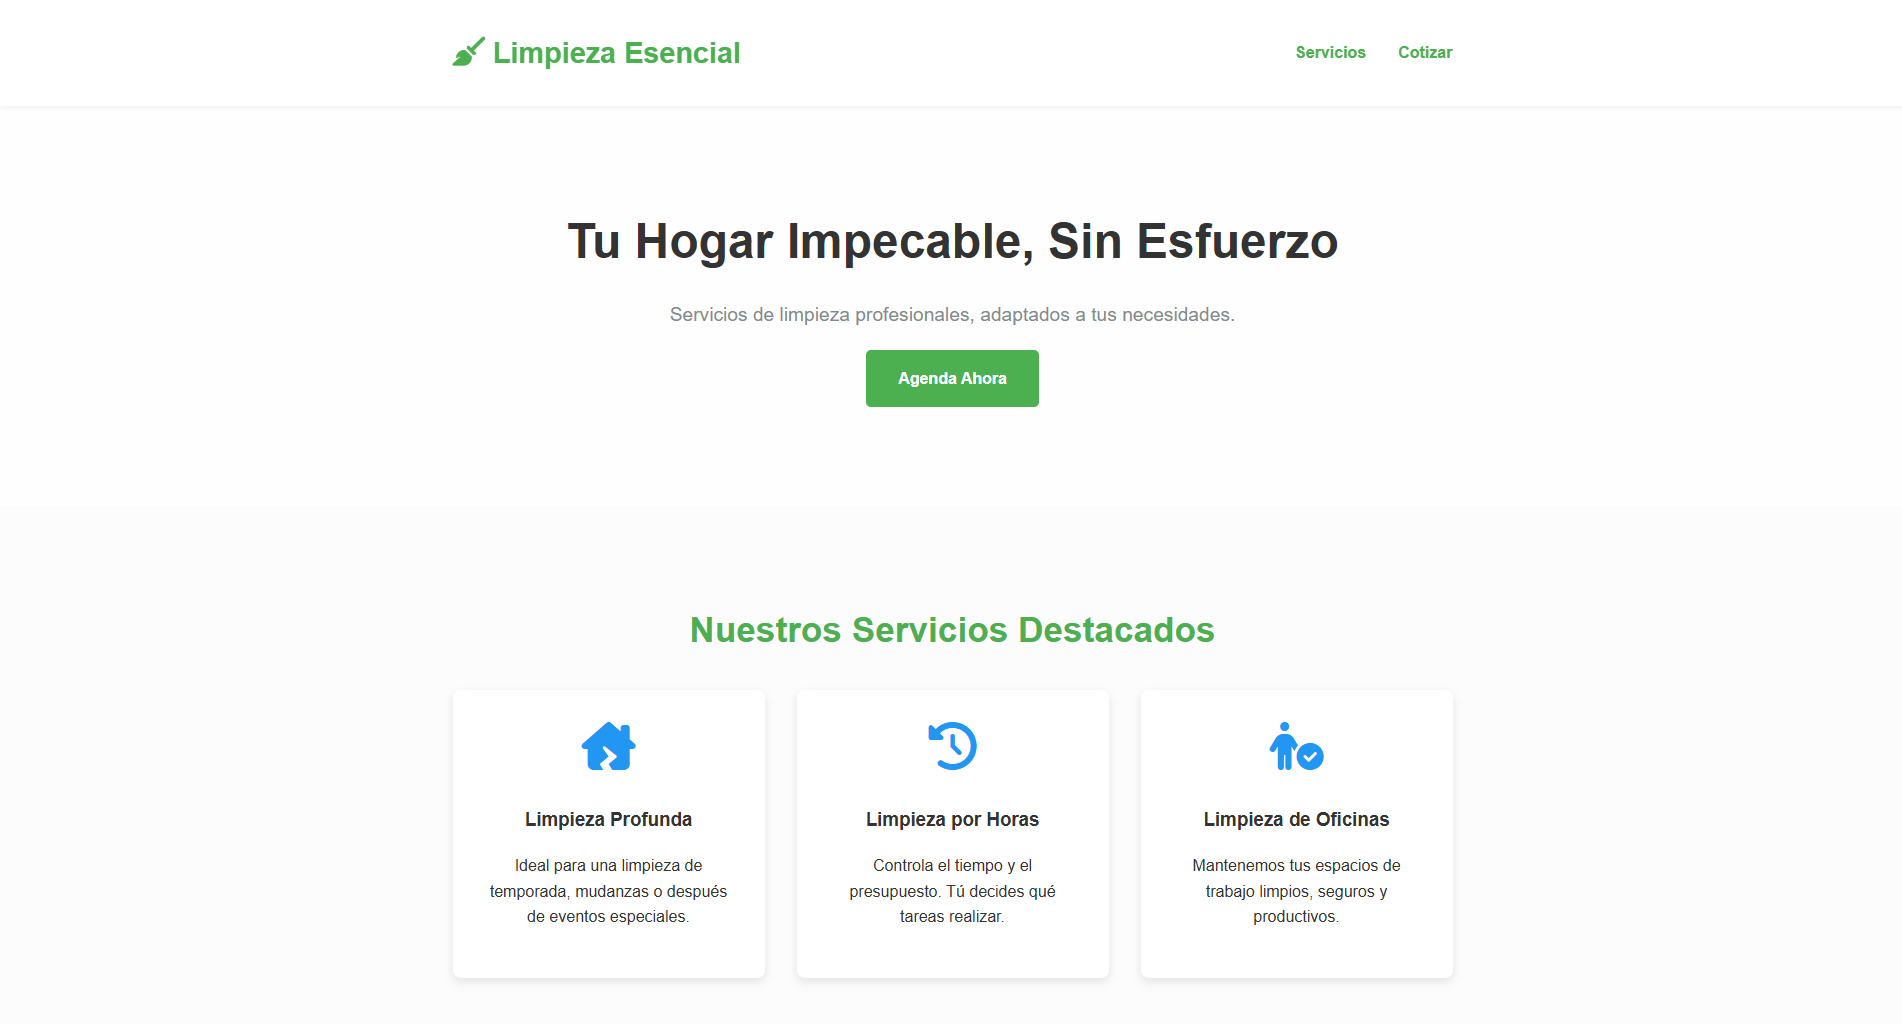 Limpieza Esencial
Servicios
Cotizar
Tu Hogar Impecable, Sin Esfuerzo
Servicios de limpieza profesionales, adaptados a tus necesidades.
Agenda Ahora
Nuestros Servicios Destacados
Limpieza Profunda
Ideal para una limpieza de
temporada, mudanzas o después
de eventos especiales.
Limpieza por Horas
Controla el tiempo y el
presupuesto. Tú decides qué
tareas realizar.
Limpieza de Oficinas
Mantenemos tus espacios de
trabajo limpios, seguros y
productivos.